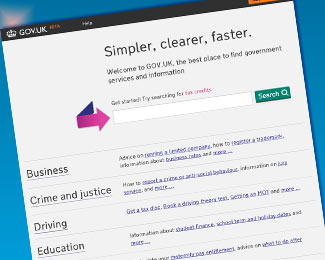 GOV.UK BETA Help
Simpler, clearer, faster.
Welcome to GOV.UK, the best place to find government
services and information
Get started! Try searching for tax credits
Search
Business
Advice on running a limited company, how to register a trademark,
information about business rates and more ...
Crime and justice
How to report a crime or anti-social behaviour, information on jury
service, and more ...
Driving
Get a tax disc, Book a driving theory test, Getting an MOT and more ...
Education
Information about student finance, school term and holiday dates and
more ...
your maternity pay entitlement, advice on what to do after